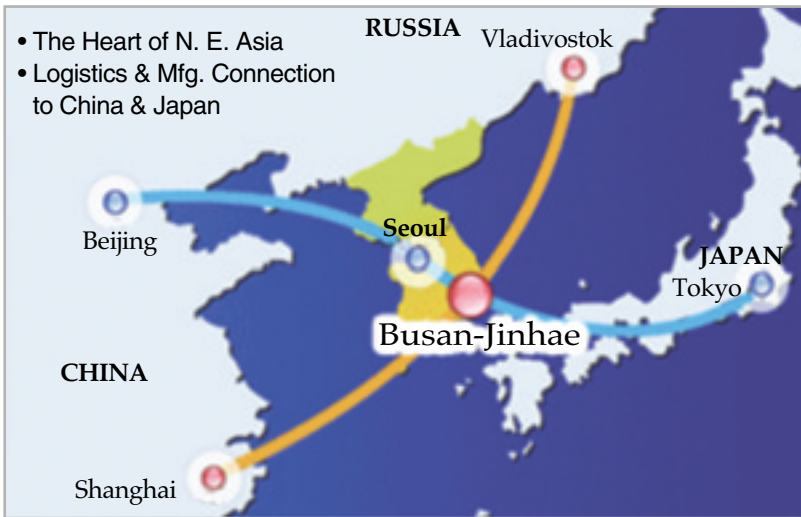 • The Heart of N. E. Asia
• Logistics & Mfg. Connection
to China & Japan
RUSSIA
Vladivostok
Beijing
Seoul
JAPAN
Tokyo
Busan-Jinhae
CHINA
Shanghai